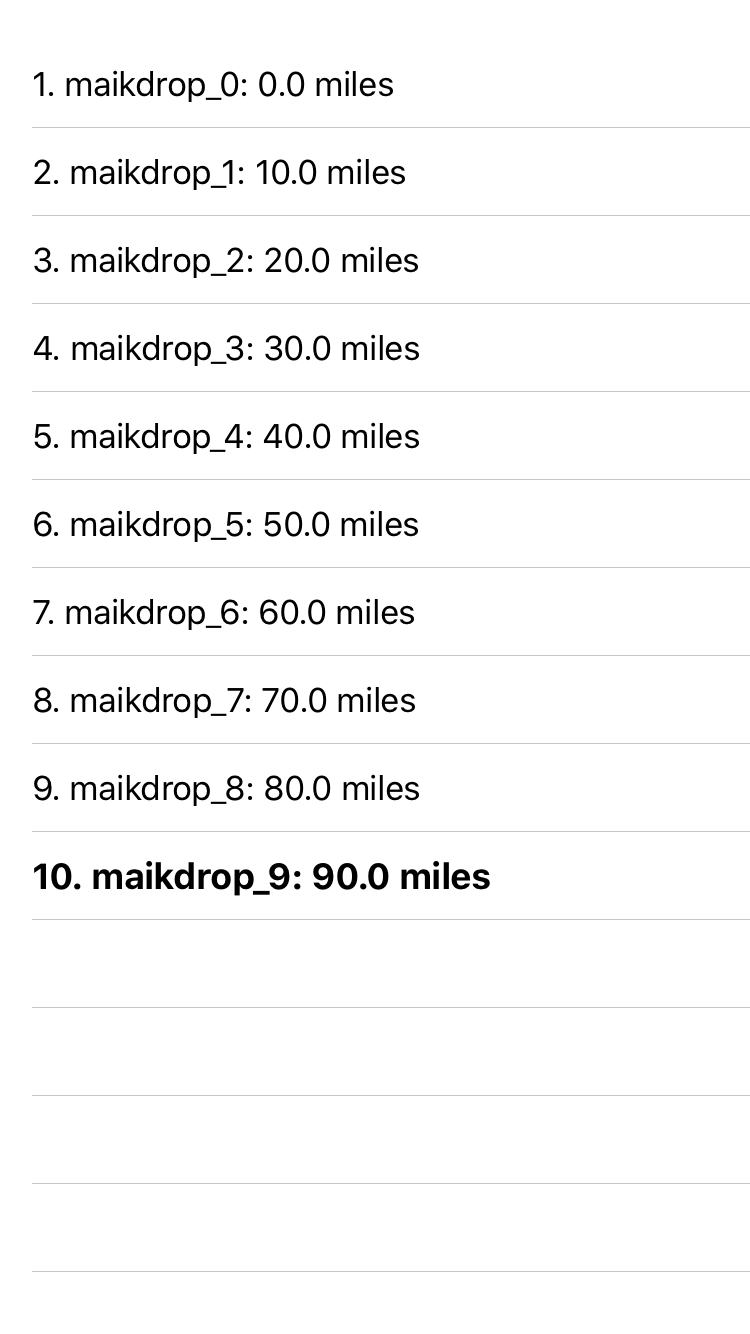 1. maikdrop_0: 0.0 miles
2. maikdrop_1: 10.0 miles
3. maikdrop_2: 20.0 miles
4. maikdrop_3: 30.0 miles
5. maikdrop_4: 40.0 miles
6. maikdrop_5: 50.0 miles
7. maikdrop_6: 60.0 miles
8. maikdrop_7: 70.0 miles
9. maikdrop_8: 80.0 miles
10. maikdrop_9: 90.0 miles